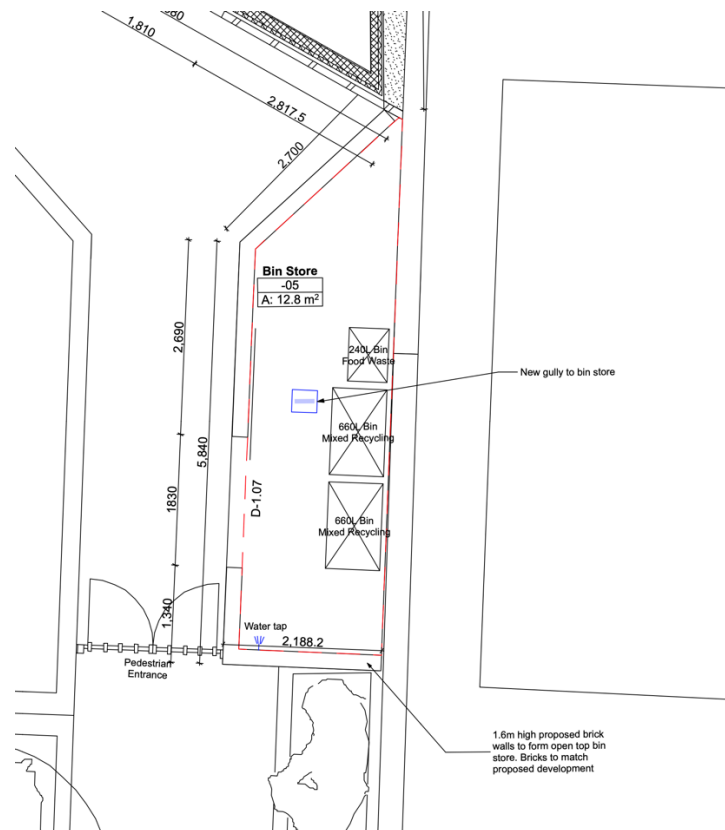 1,810
2,817.5
2,700
Bin Store
-05
A: 12.8 m²
240L Bin
Food Waste
2,690
New gully to bin store
660L Bin
Mixed Recycling
5,840
1830
D-1.07
660L Bin
Mixed Recycling
1,340
Water tap
2,188.2
Pedestrian
Entrance
1.6m high proposed brick
walls to form open top bin
store. Bricks to match
proposed development